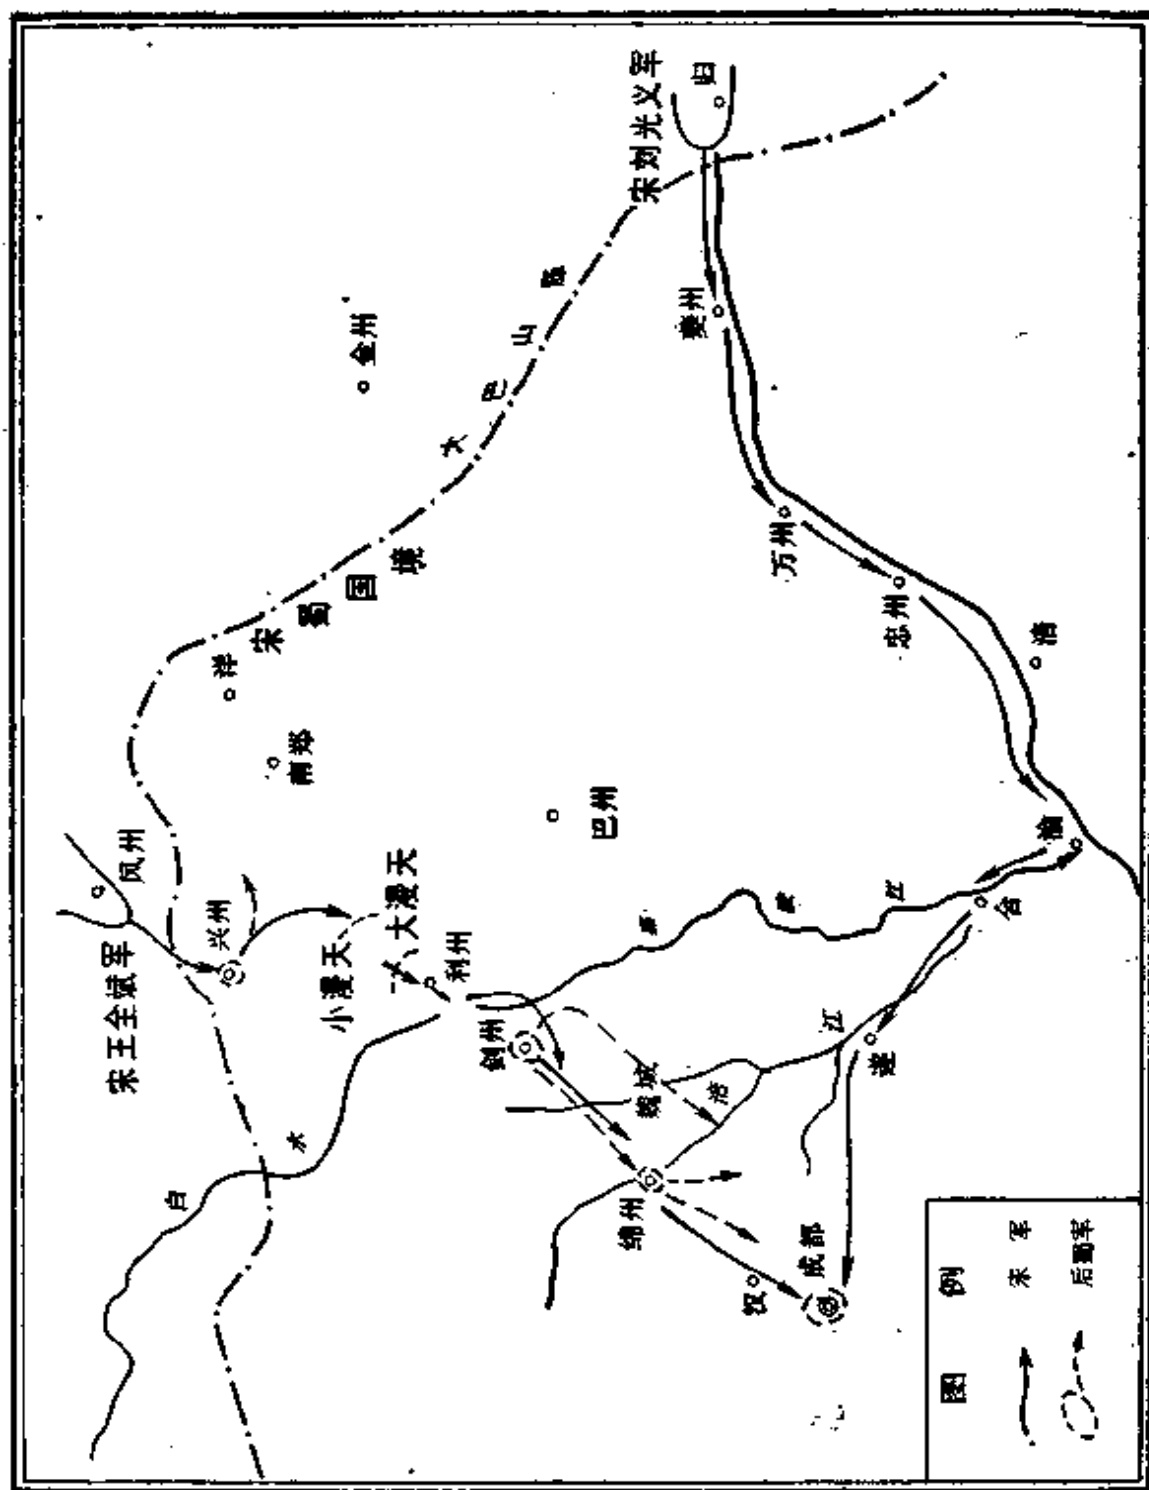 宋刘光义军
归
夔州
万州
忠州
涪
渝
合
遂
金州
大巴山
宋蜀国境
洋
南郑
巴州
凤州
宋王全斌军
兴州
小漫天
大漫天
利州
剑州
魏城
绵州
汉
成都
白水
嘉陵江
涪江
图例
宋军
后蜀军